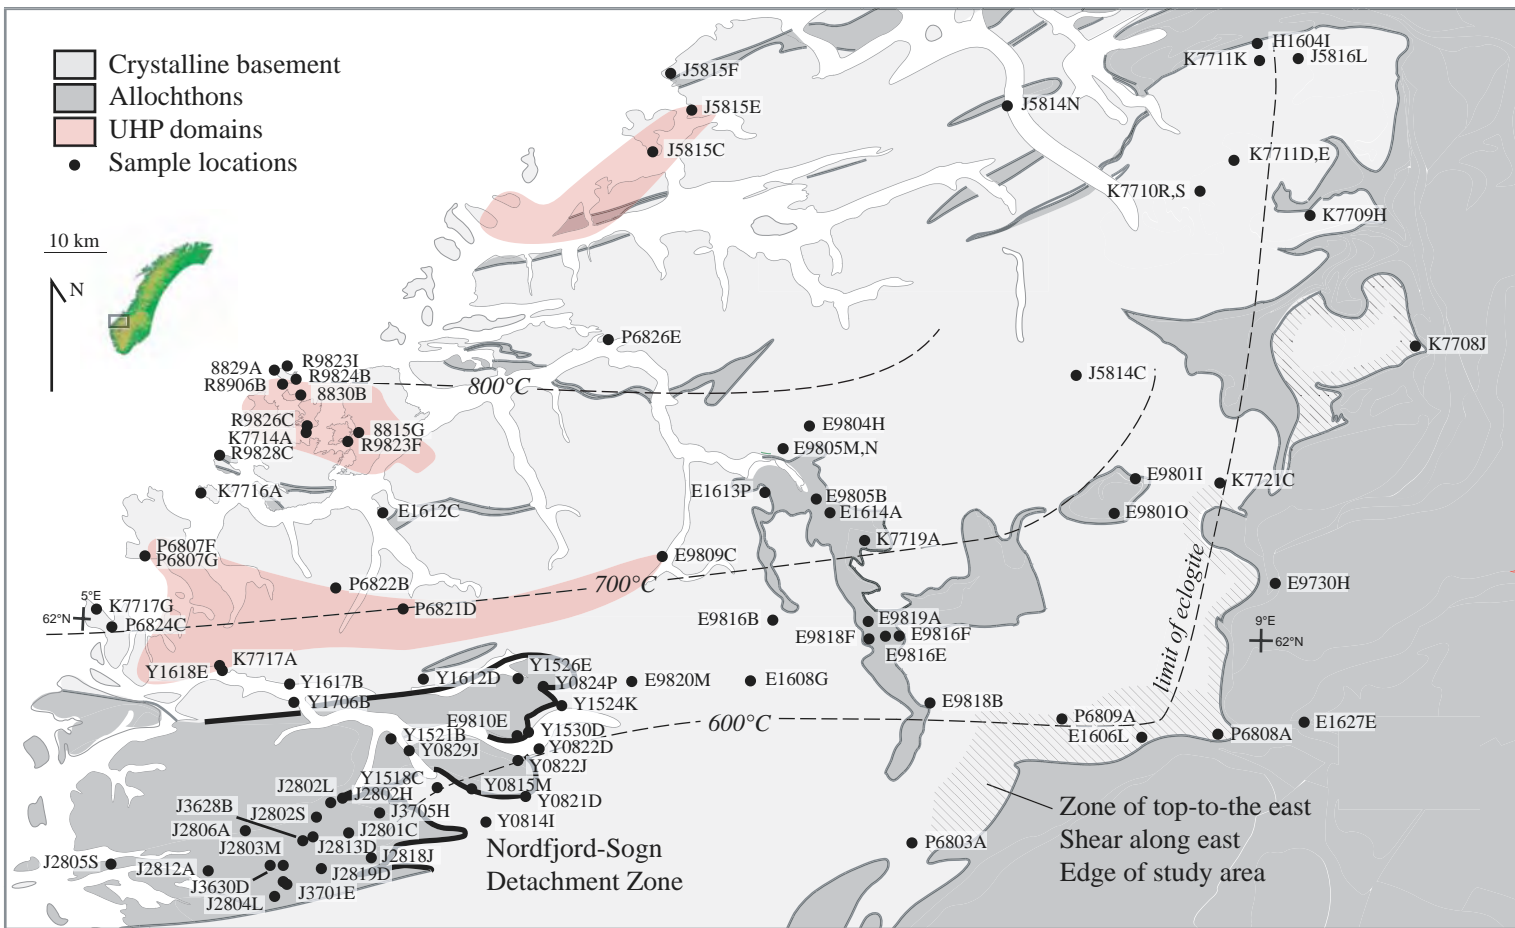 Crystalline basement
Allochthons
UHP domains
Sample locations
10 km
N
J5815F
J5815E
J5815C
J5814N
H1604I
K7711K
J5816L
K7711D,E
K7710R,S
K7709H
K7708J
P6826E
8829A
R9823I
R9824B
R8906B
8830B
800°C
J5814C
R9826C
K7714A
8815G
R9823F
R9828C
E9804H
E9805M,N
K7716A
E1612C
E1613P
E9805B
E1614A
E9801I
K7721C
E9801O
K7719A
P6807F
P6807G
E9809C
P6822B
700°C
E9730H
5°E
K7717G
62°N
P6824C
P6821D
E9816B
E9819A
E9818F
E9816F
E9816E
9°E
62°N
limit of eclogite
K7717A
Y1618E
Y1617B
Y1706B
Y1612D
Y1526E
Y0824P
Y1524K
E9820M
E1608G
E9818B
600°C
P6809A
E1606L
P6808A
E1627E
E9810E
Y1530D
Y1521B
Y0829J
Y0822D
Y0822J
Y1518C
Y0815M
Y0821D
Y0814I
J2802L
J2802H
J3628B
J2802S
J3705H
J2806A
J2801C
J2803M
J2813D
J2818J
J2805S
J2812A
J2819D
J3630D
J3701E
J2804L
Nordfjord-Sogn
Detachment Zone
P6803A
Zone of top-to-the east
Shear along east
Edge of study area